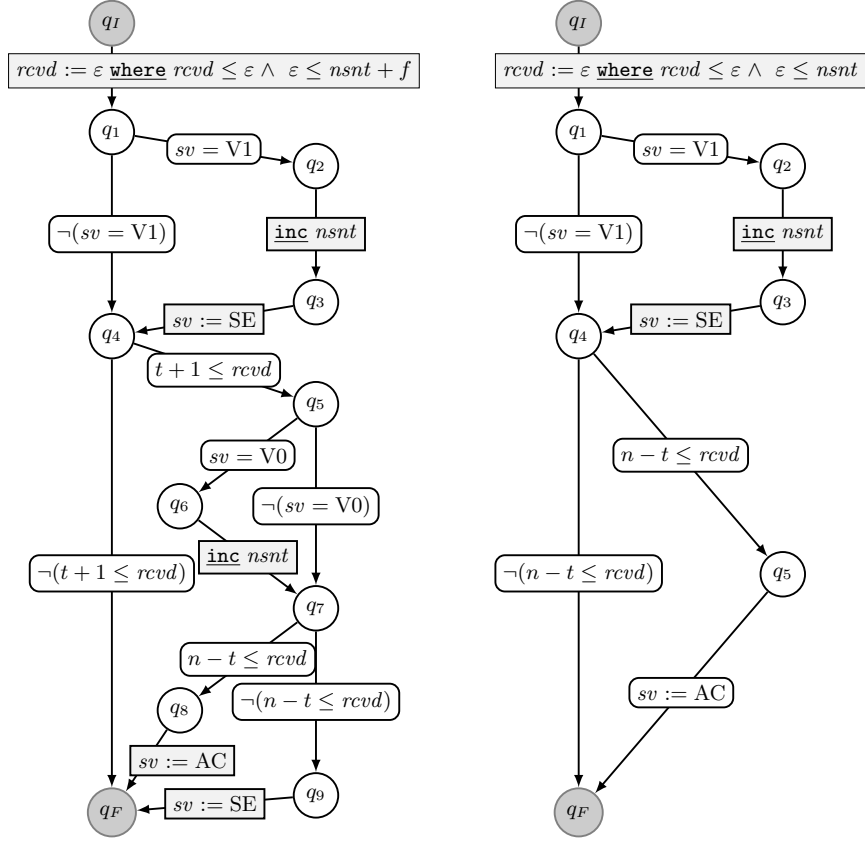 q_I
rcvd := ε where rcvd ≤ ε ∧ ε ≤ nsnt + f
q_1
sv = V1
q_2
¬(sv = V1)
inc nsnt
q_3
sv := SE
q_4
t + 1 ≤ rcvd
q_5
sv = V0
q_6
¬(sv = V0)
inc nsnt
¬(t + 1 ≤ rcvd)
q_7
n − t ≤ rcvd
¬(n − t ≤ rcvd)
q_8
sv := AC
q_9
sv := SE
q_F
q_I
rcvd := ε where rcvd ≤ ε ∧ ε ≤ nsnt
q_1
sv = V1
q_2
¬(sv = V1)
inc nsnt
q_3
sv := SE
q_4
n − t ≤ rcvd
¬(n − t ≤ rcvd)
q_5
sv := AC
q_F